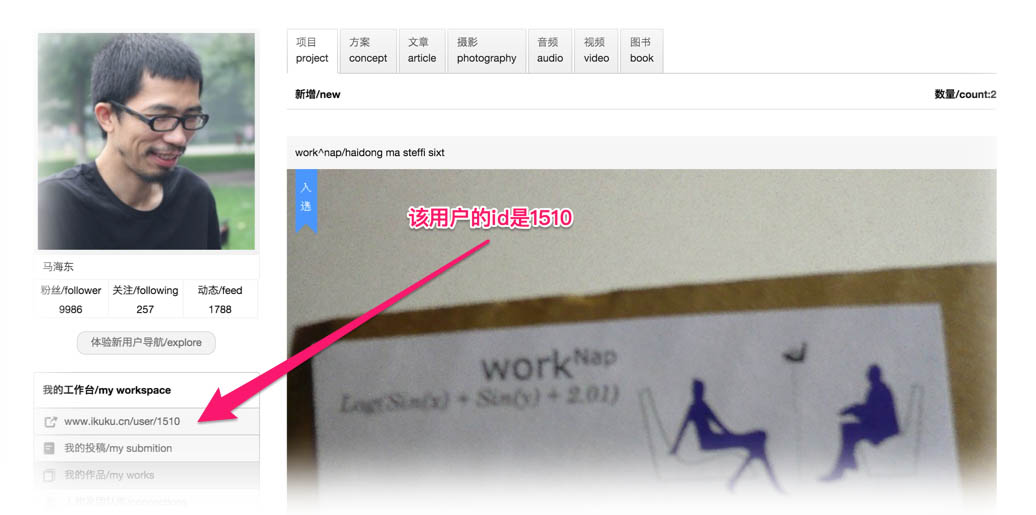 项目 方案 文章 摄影 音频 视频 图书
project concept article photography audio video book
新增/new 数量/count:2
work^nap/haidong ma steffi sixt
入
选
该用户的id是1510
马海东
粉丝/follower 关注/following 动态/feed
9986 257 1788
体验新用户导航/explore
我的工作台/my workspace
www.ikuku.cn/user/1510
我的投稿/my submition
我的作品/my works
workNap
Log(Sin(x) + Sin(y) + 2.01)